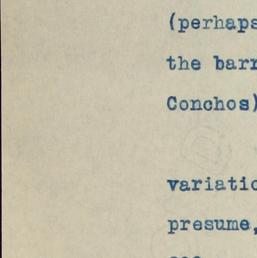 (perhaps
the barr
Conchos)
variatio
presume,